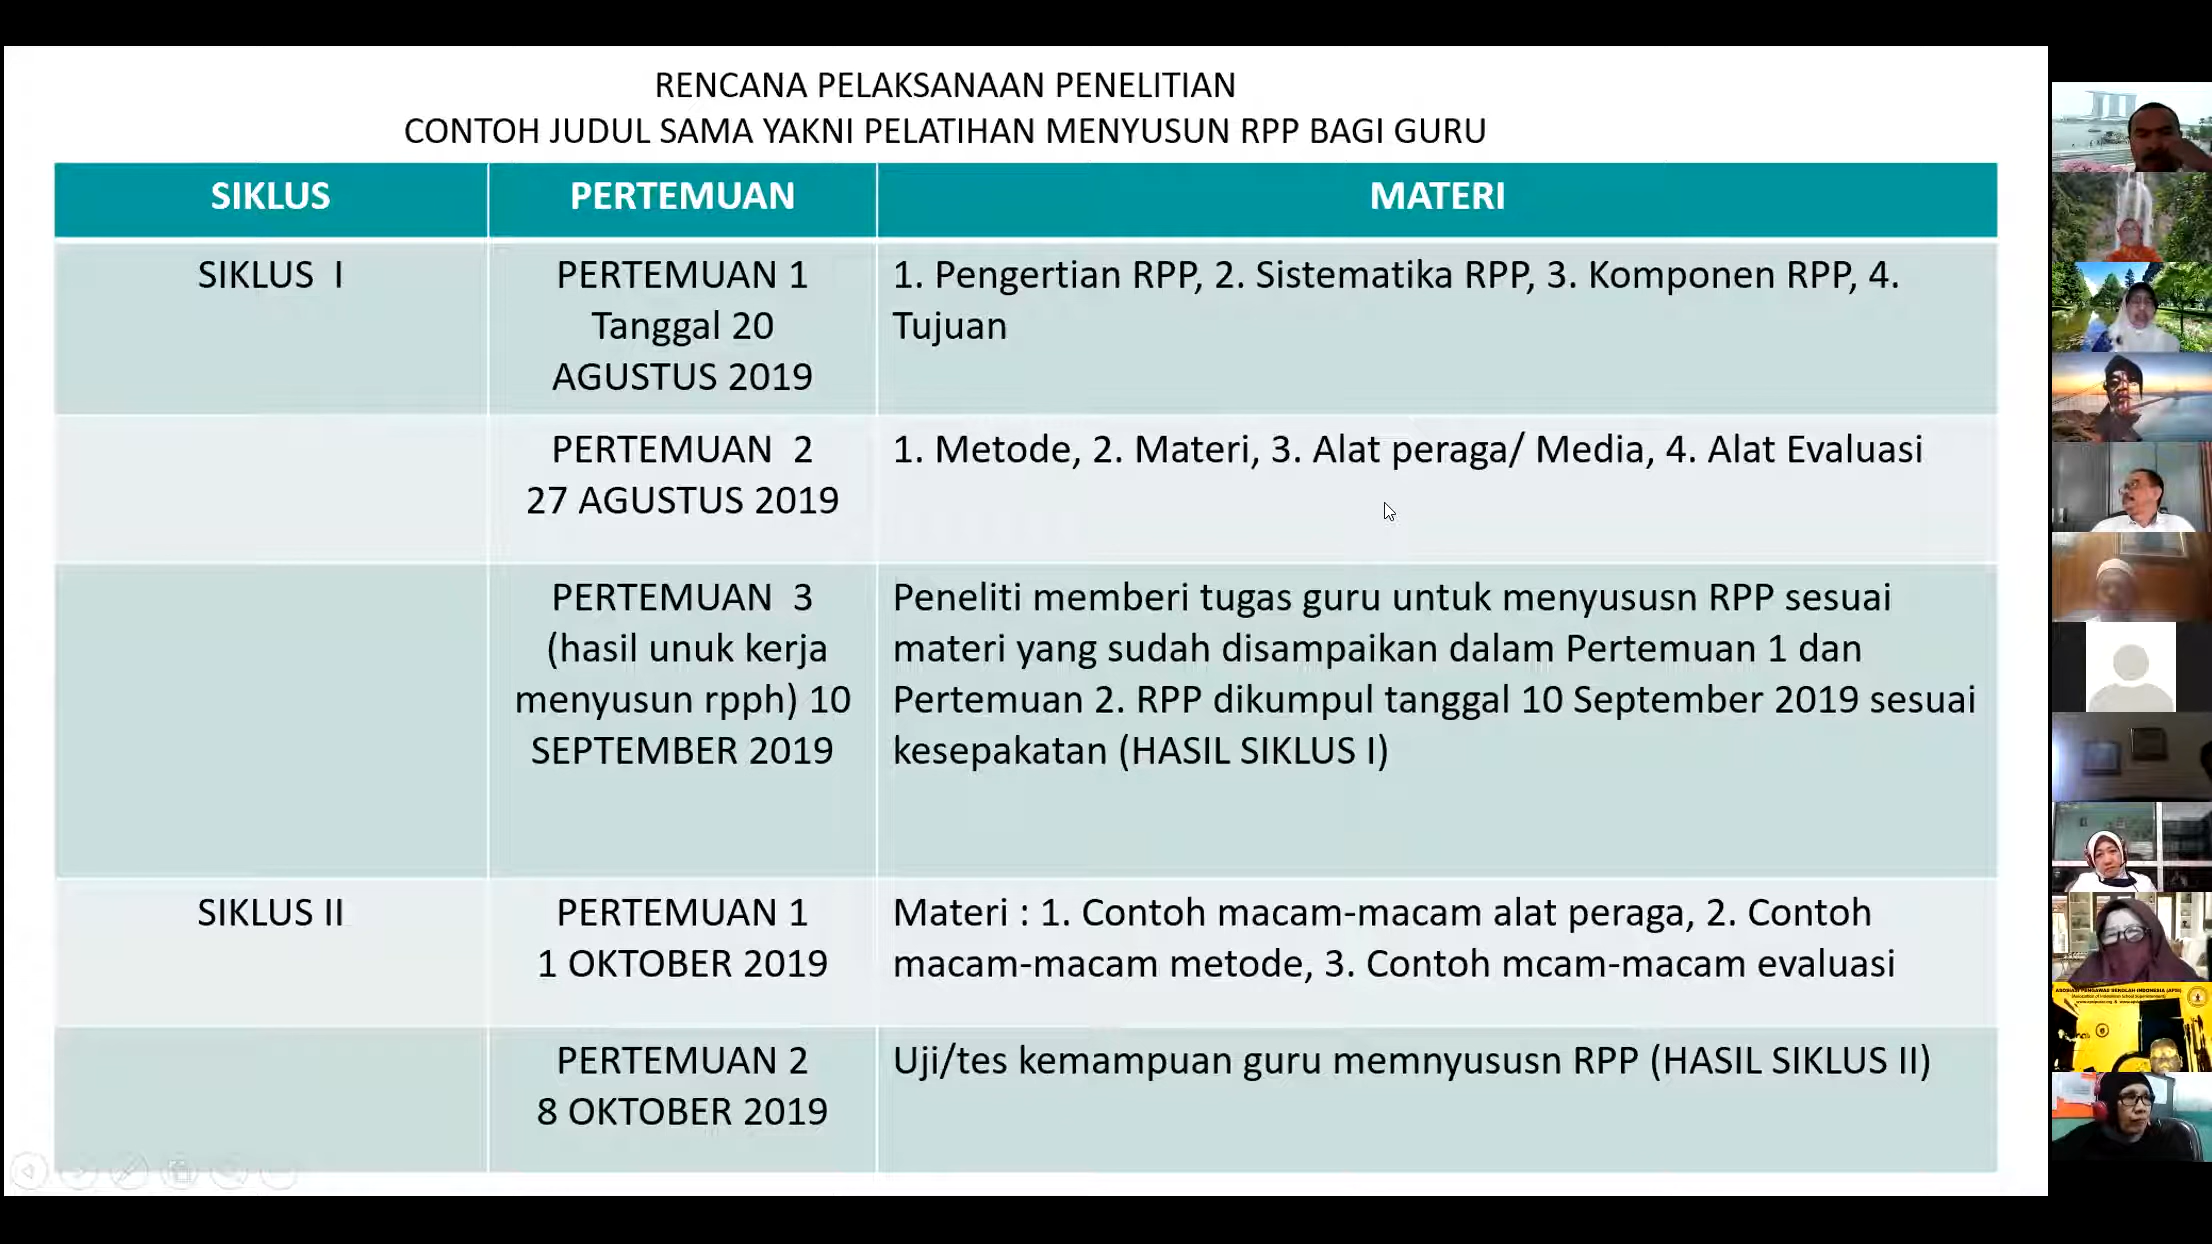 RENCANA PELAKSANAAN PENELITIAN
CONTOH JUDUL SAMA YAKNI PELATIHAN MENYUSUN RPP BAGI GURU
SIKLUS
PERTEMUAN
MATERI
SIKLUS I
PERTEMUAN 1
Tanggal 20
AGUSTUS 2019
1. Pengertian RPP, 2. Sistematika RPP, 3. Komponen RPP, 4.
Tujuan
PERTEMUAN 2
27 AGUSTUS 2019
1. Metode, 2. Materi, 3. Alat peraga/ Media, 4. Alat Evaluasi
PERTEMUAN 3
(hasil unuk kerja
menyusun rpph) 10
SEPTEMBER 2019
Peneliti memberi tugas guru untuk menyususn RPP sesuai
materi yang sudah disampaikan dalam Pertemuan 1 dan
Pertemuan 2. RPP dikumpul tanggal 10 September 2019 sesuai
kesepakatan (HASIL SIKLUS I)
SIKLUS II
PERTEMUAN 1
1 OKTOBER 2019
Materi : 1. Contoh macam-macam alat peraga, 2. Contoh
macam-macam metode, 3. Contoh mcam-macam evaluasi
PERTEMUAN 2
8 OKTOBER 2019
Uji/tes kemampuan guru memnyususn RPP (HASIL SIKLUS II)
ASOSIASI PENGAWAS SEKOLAH INDONESIA (APSI)